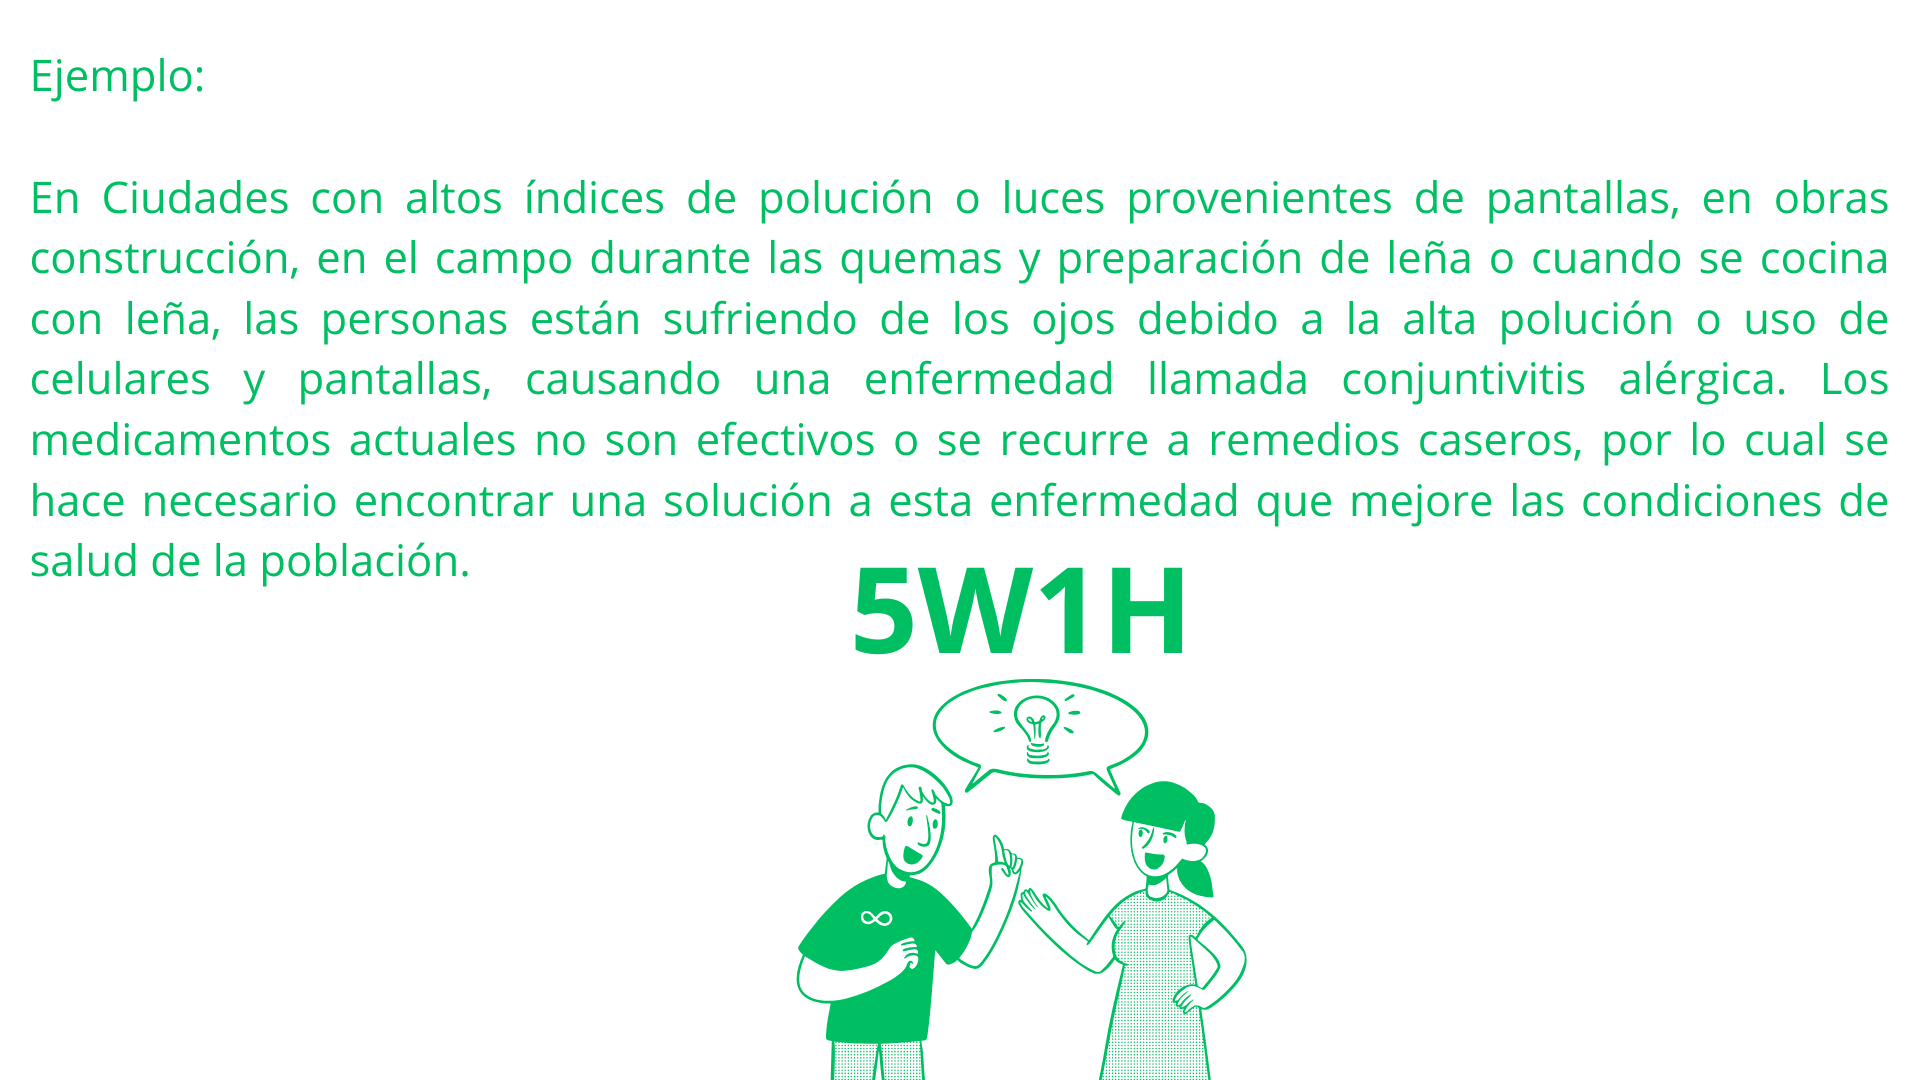 Ejemplo:
En Ciudades con altos índices de polución o luces provenientes de pantallas, en obras
construcción, en el campo durante las quemas y preparación de leña o cuando se cocina
con leña, las personas están sufriendo de los ojos debido a la alta polución o uso de
celulares y pantallas, causando una enfermedad llamada conjuntivitis alérgica. Los
medicamentos actuales no son efectivos o se recurre a remedios caseros, por lo cual se
hace necesario encontrar una solución a esta enfermedad que mejore las condiciones de
salud de la población.
5W1H